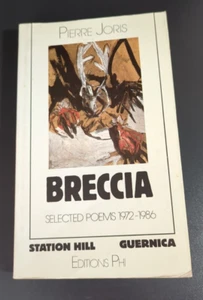 PIERRE JORIS
BRECCIA
SELECTED POEMS 1972-1986
STATION HILL GUERNICA
EDITIONS PHI